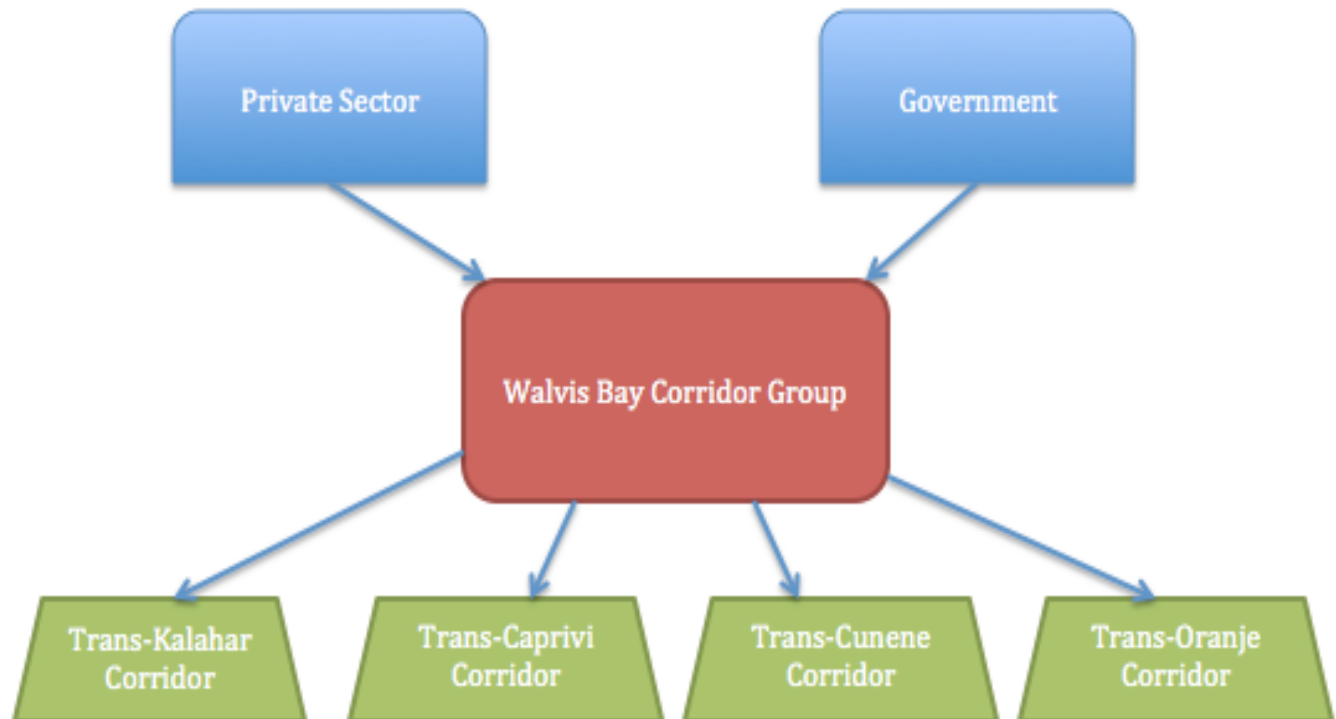 Private Sector
Government
Walvis Bay Corridor Group
Trans-Kalahar
Corridor
Trans-Caprivi
Corridor
Trans-Cunene
Corridor
Trans-Oranje
Corridor